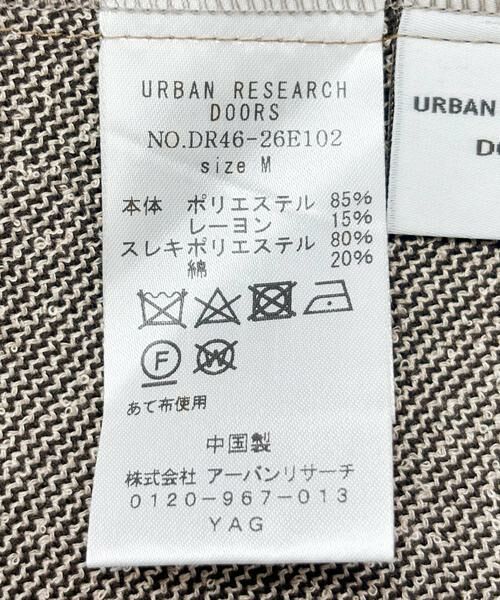 URBAN RESEARCH
DOORS
NO.DR46-26E102
size M
本体 ポリエステル 85%
レーヨン 15%
スレキポリエステル 80%
綿 20%
F W
あて布使用
中国製
株式会社 アーバンリサーチ
0120-967-013
YAG
URBAN